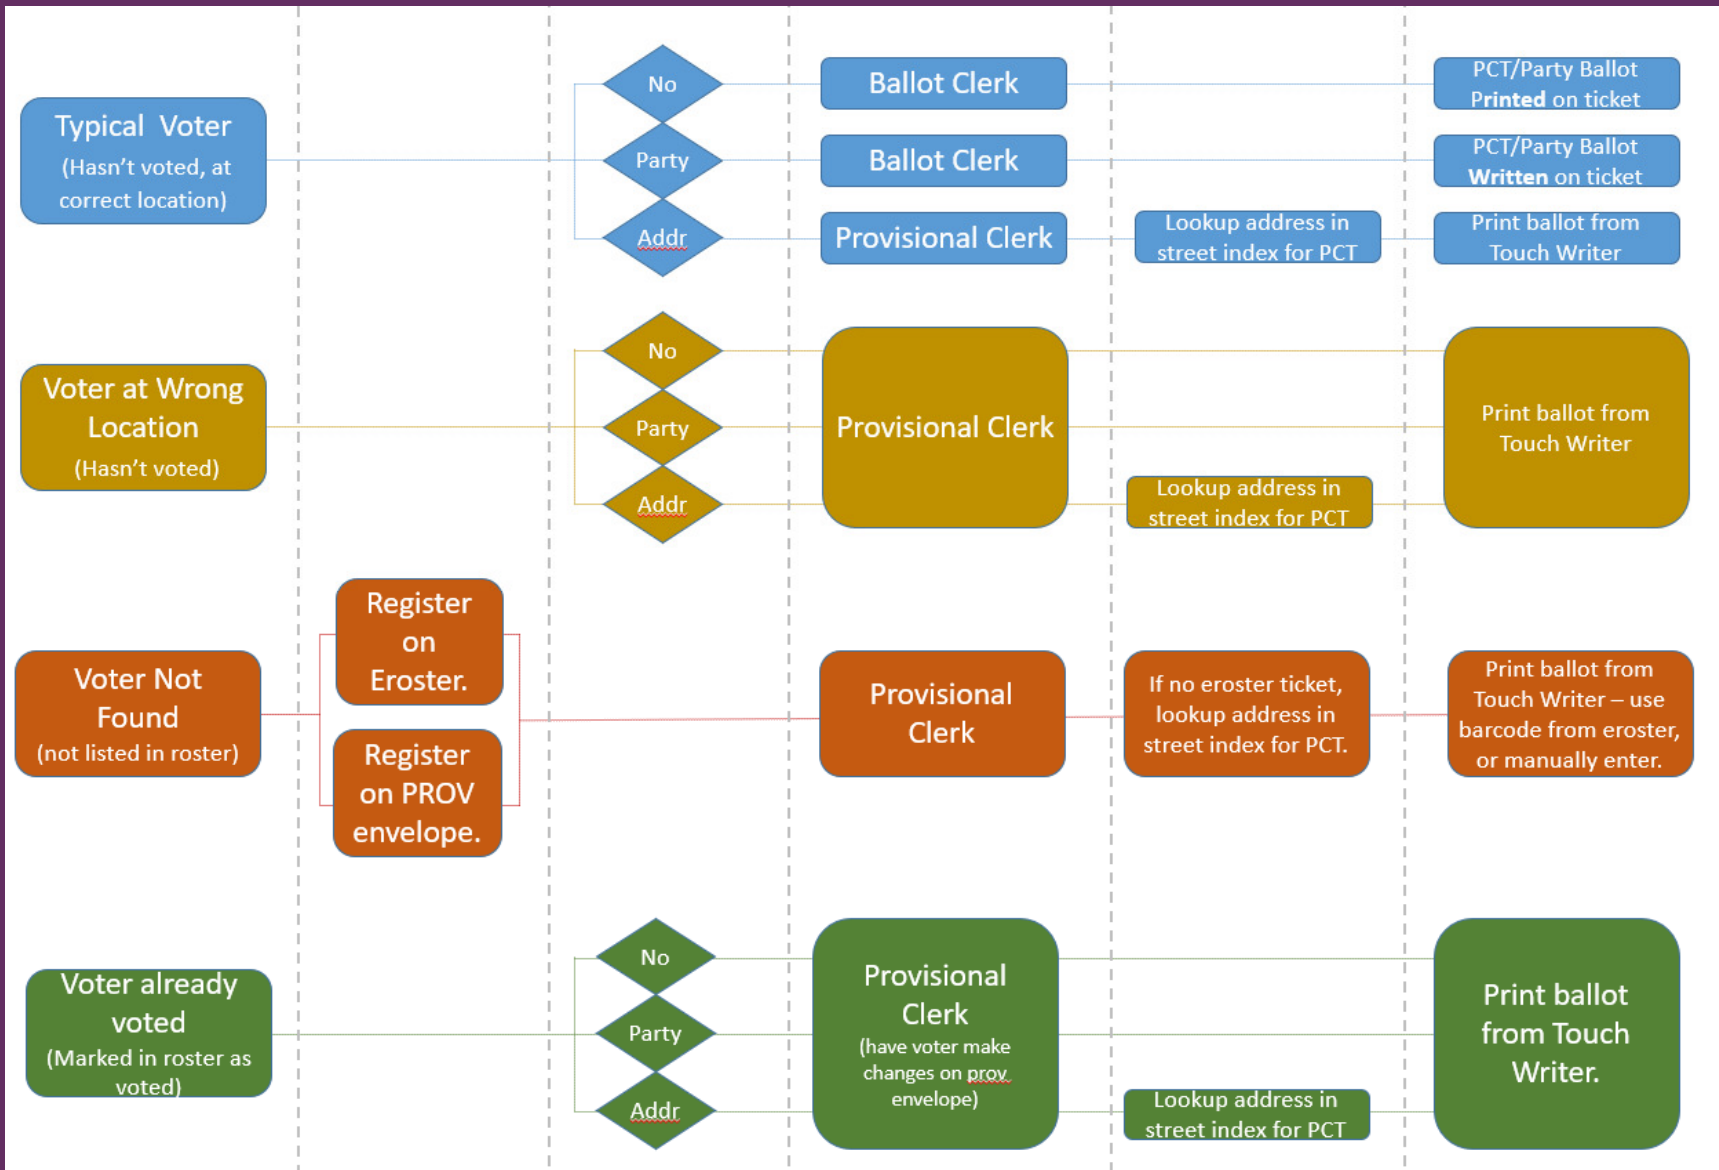 Typical  Voter
(Hasn't voted, at
correct location)
No
Party
Addr
Ballot Clerk
Ballot Clerk
Provisional Clerk
Lookup address in
street index for PCT
PCT/Party Ballot
Printed on ticket
PCT/Party Ballot
Written on ticket
Print ballot from
Touch Writer
Voter at Wrong
Location
(Hasn't voted)
No
Party
Addr
Provisional Clerk
Lookup address in
street index for PCT
Print ballot from
Touch Writer
Voter Not
Found
(not listed in roster)
Register
on
Eroster.
Register
on PROV
envelope.
Provisional
Clerk
If no eroster ticket,
lookup address in
street index for PCT.
Print ballot from
Touch Writer – use
barcode from eroster,
or manually enter.
Voter already
voted
(Marked in roster as
voted)
No
Party
Addr
Provisional
Clerk
(have voter make
changes on prov
envelope)
Lookup address in
street index for PCT
Print ballot
from Touch
Writer.